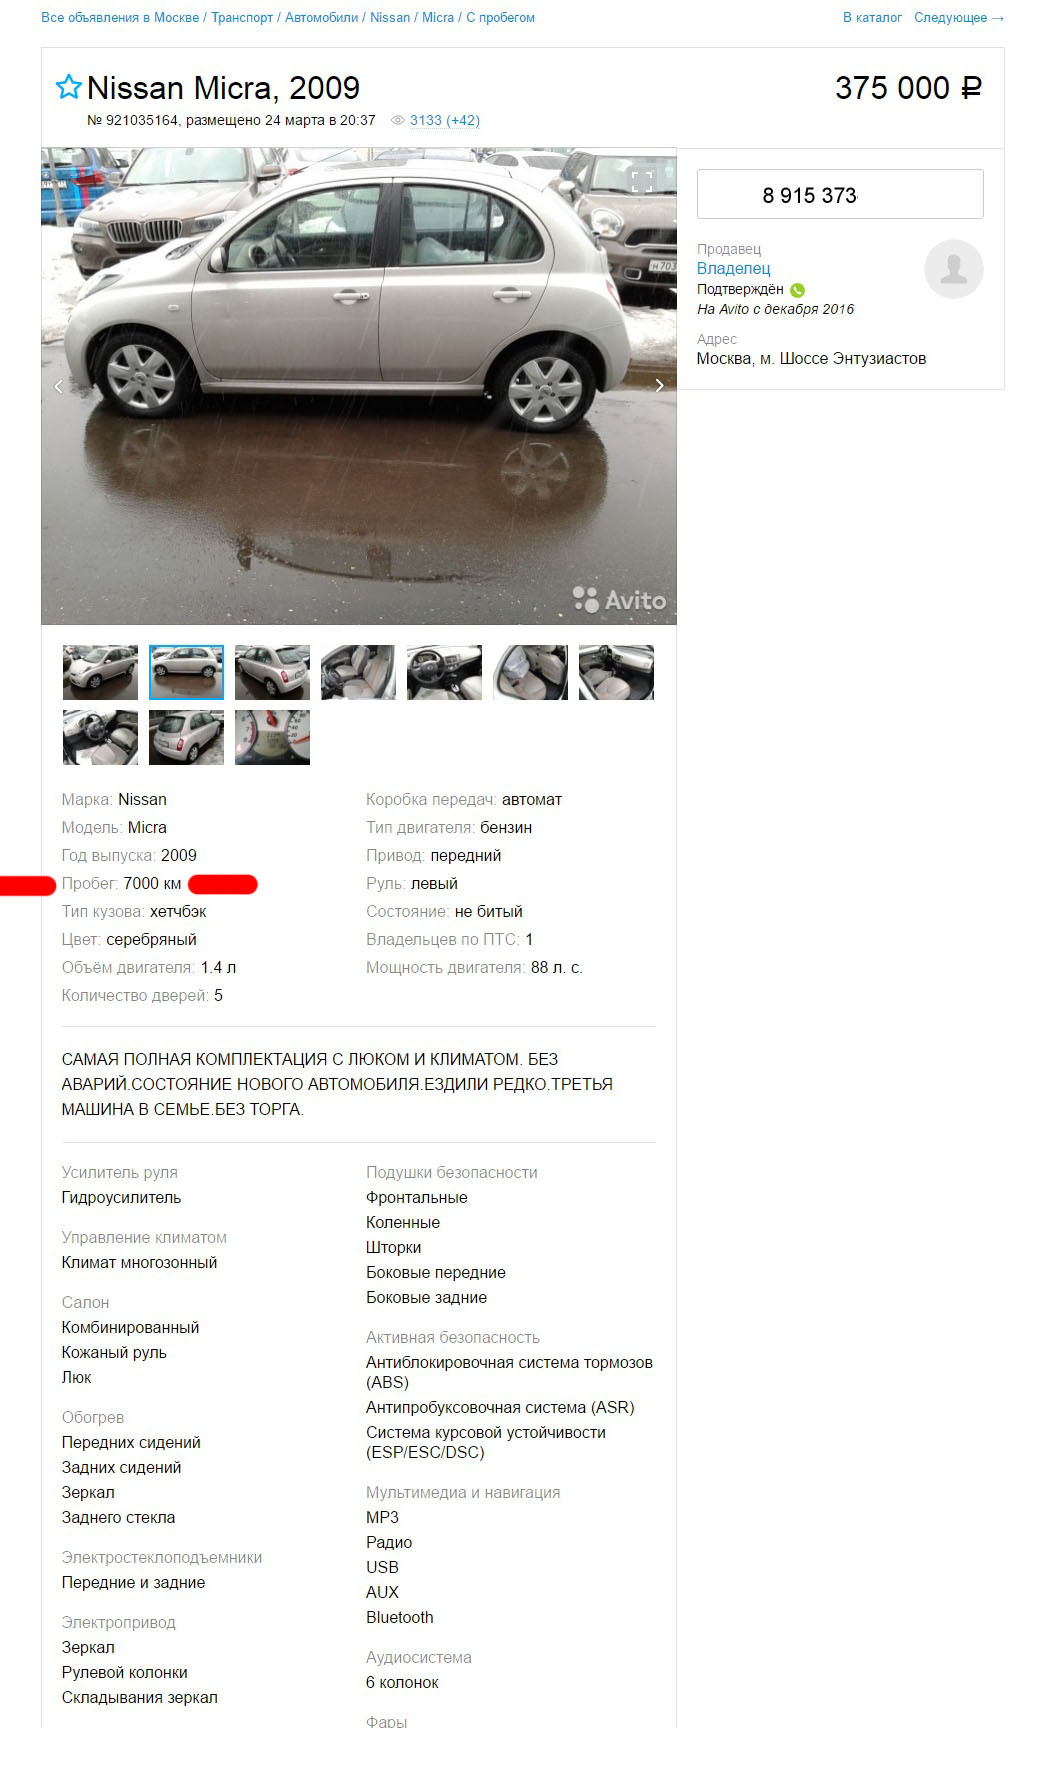 Все объявления в Москве / Транспорт / Автомобили / Nissan / Micra / С пробегом
В каталог Следующее →
Nissan Micra, 2009
375 000 ₽
№ 921035164, размещено 24 марта в 20:37 3133 (+42)
8 915 373
Продавец
Владелец
Подтверждён
На Avito с декабря 2016
Адрес
Москва, м. Шоссе Энтузиастов
Avito
Марка: Nissan
Модель: Micra
Год выпуска: 2009
Пробег: 7000 км
Тип кузова: хетчбэк
Цвет: серебряный
Объём двигателя: 1.4 л
Количество дверей: 5
Коробка передач: автомат
Тип двигателя: бензин
Привод: передний
Руль: левый
Состояние: не битый
Владельцев по ПТС: 1
Мощность двигателя: 88 л. с.
САМАЯ ПОЛНАЯ КОМПЛЕКТАЦИЯ С ЛЮКОМ И КЛИМАТОМ. БЕЗ
АВАРИЙ.СОСТОЯНИЕ НОВОГО АВТОМОБИЛЯ.ЕЗДИЛИ РЕДКО.ТРЕТЬЯ
МАШИНА В СЕМЬЕ.БЕЗ ТОРГА.
Усилитель руля
Гидроусилитель
Управление климатом
Климат многозонный
Салон
Комбинированный
Кожаный руль
Люк
Обогрев
Передних сидений
Задних сидений
Зеркал
Заднего стекла
Электростеклоподъемники
Передние и задние
Электропривод
Зеркал
Рулевой колонки
Складывания зеркал
Подушки безопасности
Фронтальные
Коленные
Шторки
Боковые передние
Боковые задние
Активная безопасность
Антиблокировочная система тормозов
(ABS)
Антипробуксовочная система (ASR)
Система курсовой устойчивости
(ESP/ESC/DSC)
Мультимедиа и навигация
MP3
Радио
USB
AUX
Bluetooth
Аудиосистема
6 колонок
Фары